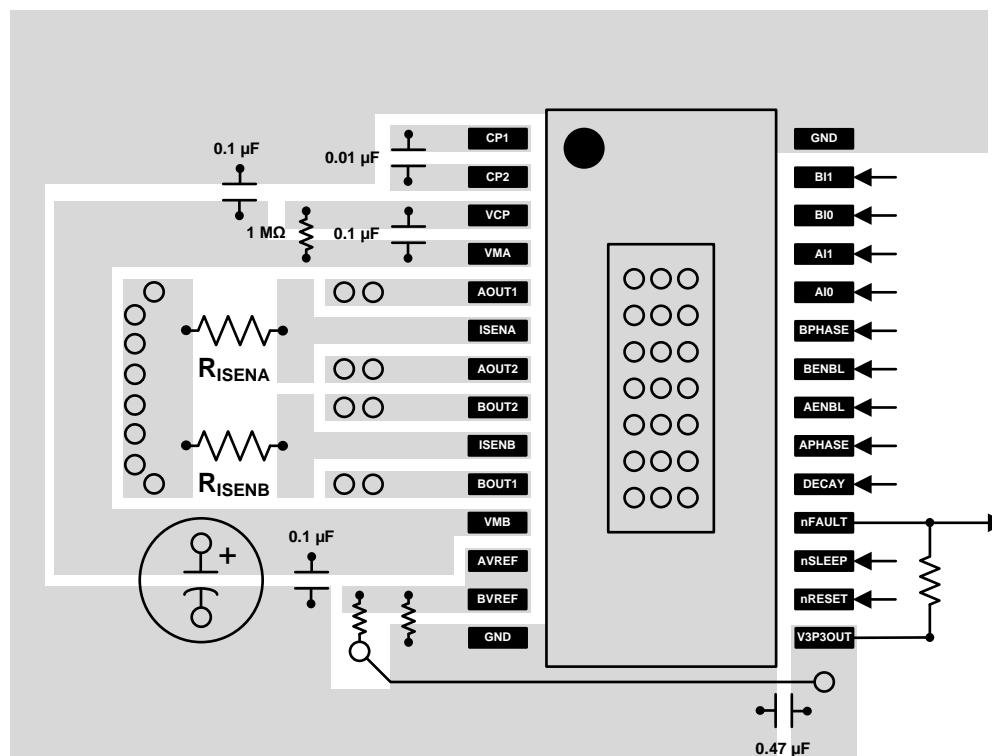 CP1
GND
0.1 µF
0.01 µF
CP2
BI1
VCP
BI0
1 MΩ
0.1 µF
VMA
AI1
AOUT1
AI0
ISENA
BPHASE
RISENA
AOUT2
BENBL
BOUT2
AENBL
ISENB
APHASE
RISENB
BOUT1
DECAY
VMB
nFAULT
0.1 µF
+
AVREF
nSLEEP
BVREF
nRESET
GND
V3P3OUT
0.47 µF